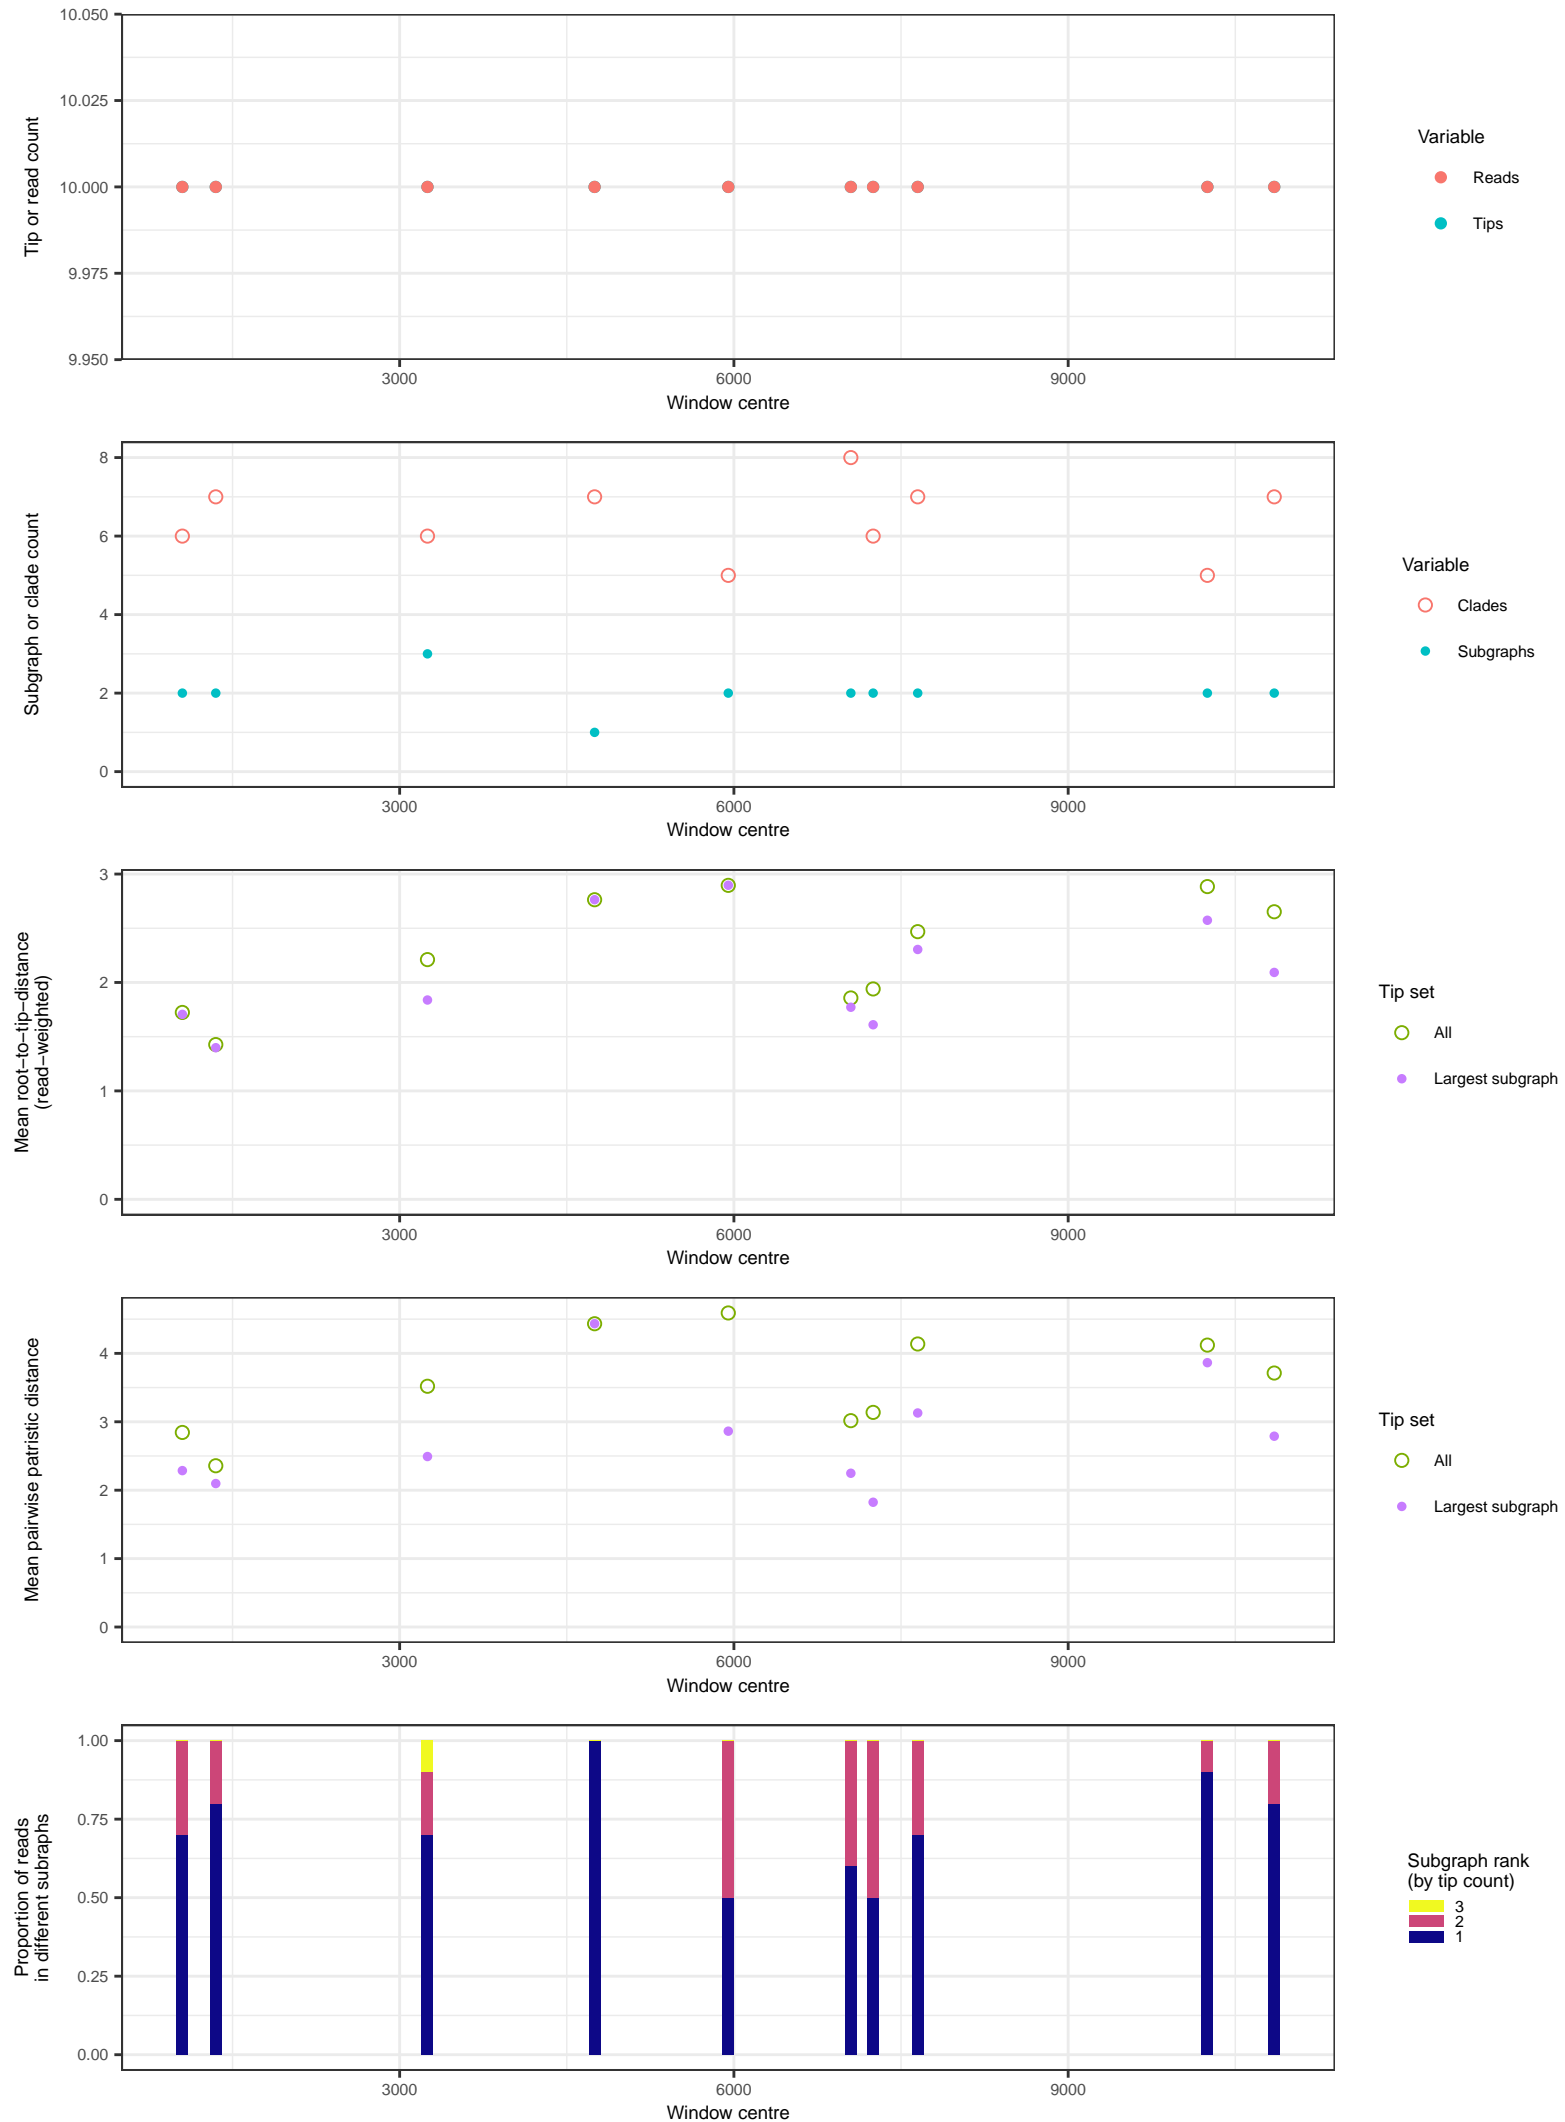 10.050
10.025
10.000
9.975
9.950
Tip or read count
3000 6000 9000
Window centre
Variable
Reads
Tips
8
6
4
2
0
Subgraph or clade count
3000 6000 9000
Window centre
Variable
Clades
Subgraphs
3
2
1
0
Mean root−to−tip−distance
(read−weighted)
3000 6000 9000
Window centre
Tip set
All
Largest subgraph
4
3
2
1
0
Mean pairwise patristic distance
3000 6000 9000
Window centre
Tip set
All
Largest subgraph
1.00
0.75
0.50
0.25
0.00
Proportion of reads
in different subraphs
3000 6000 9000
Window centre
Subgraph rank
(by tip count)
3
2
1